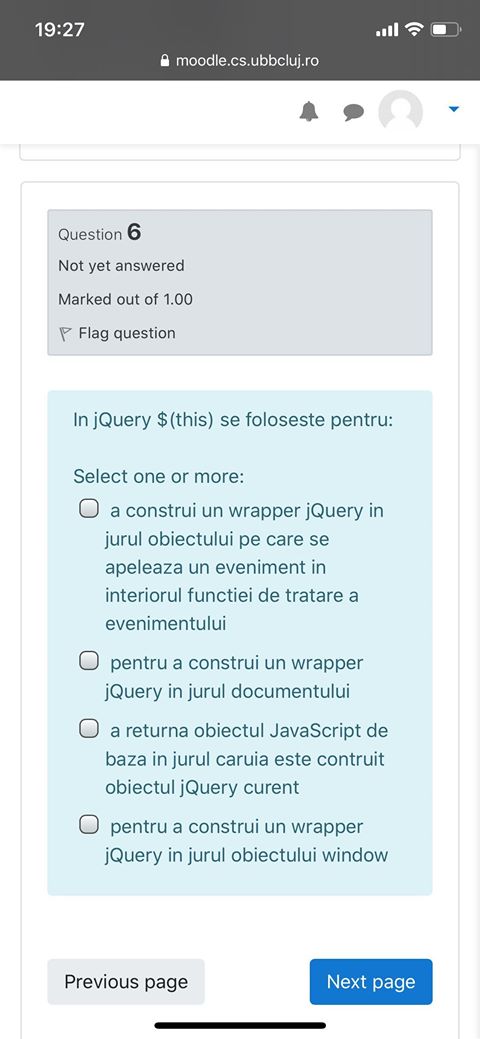 19:27
moodle.cs.ubbcluj.ro
Question 6
Not yet answered
Marked out of 1.00
Flag question
In jQuery $(this) se foloseste pentru:
Select one or more:
a construi un wrapper jQuery in
jurul obiectului pe care se
apeleaza un eveniment in
interiorul functiei de tratare a
evenimentului
pentru a construi un wrapper
jQuery in jurul documentului
a returna obiectul JavaScript de
baza in jurul caruia este contruit
obiectul jQuery curent
pentru a construi un wrapper
jQuery in jurul obiectului window
Previous page
Next page